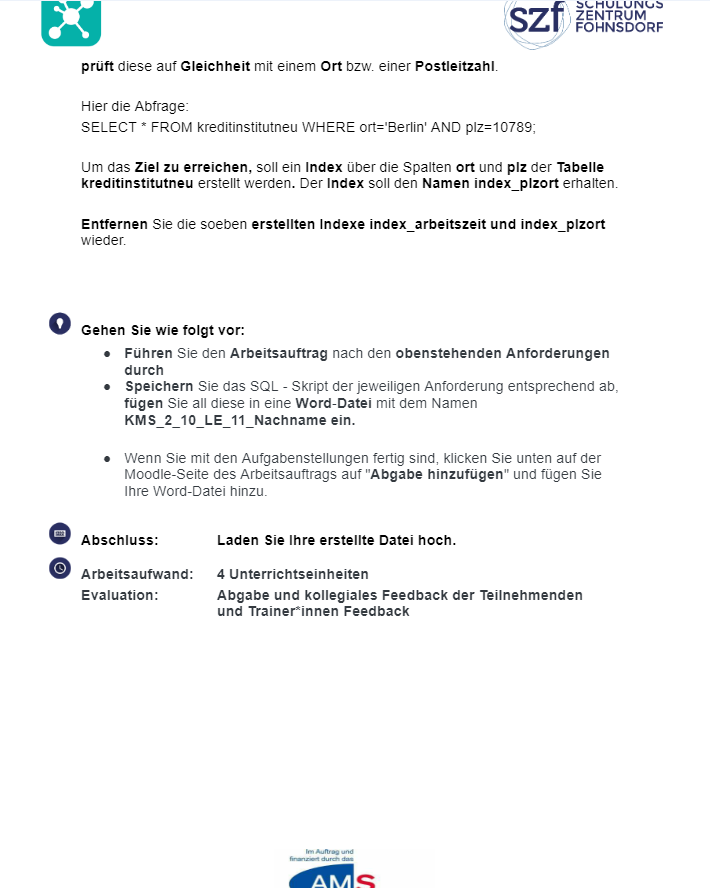 szf SCHULUNGS
ZENTRUM
FOHNSDORF
prüft diese auf Gleichheit mit einem Ort bzw. einer Postleitzahl.
Hier die Abfrage:
SELECT * FROM kreditinstitutneu WHERE ort='Berlin' AND plz=10789;
Um das Ziel zu erreichen, soll ein Index über die Spalten ort und plz der Tabelle
kreditinstitutneu erstellt werden. Der Index soll den Namen index_plzort erhalten.
Entfernen Sie die soeben erstellten Indexe index_arbeitszeit und index_plzort
wieder.
Gehen Sie wie folgt vor:
● Führen Sie den Arbeitsauftrag nach den obenstehenden Anforderungen
durch
● Speichern Sie das SQL - Skript der jeweiligen Anforderung entsprechend ab,
fügen Sie all diese in eine Word-Datei mit dem Namen
KMS_2_10_LE_11_Nachname ein.
● Wenn Sie mit den Aufgabenstellungen fertig sind, klicken Sie unten auf der
Moodle-Seite des Arbeitsauftrags auf "Abgabe hinzufügen" und fügen Sie
Ihre Word-Datei hinzu.
Abschluss: Laden Sie Ihre erstellte Datei hoch.
Arbeitsaufwand: 4 Unterrichtseinheiten
Evaluation: Abgabe und kollegiales Feedback der Teilnehmenden
und Trainer*innen Feedback
Im Auftrag und
finanziert durch das
AMS